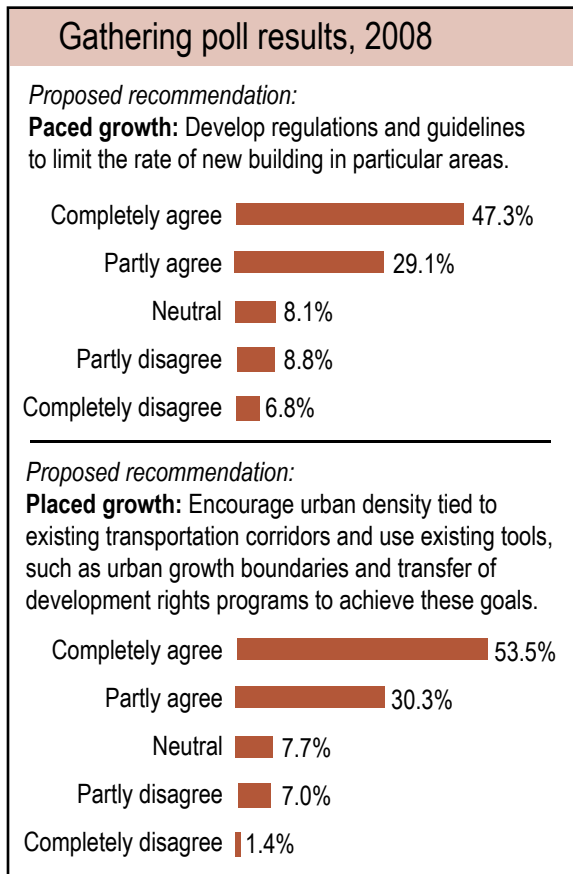 Gathering poll results, 2008
Proposed recommendation:
Paced growth: Develop regulations and guidelines
to limit the rate of new building in particular areas.
Completely agree 47.3%
Partly agree 29.1%
Neutral 8.1%
Partly disagree 8.8%
Completely disagree 6.8%
Proposed recommendation:
Placed growth: Encourage urban density tied to
existing transportation corridors and use existing tools,
such as urban growth boundaries and transfer of
development rights programs to achieve these goals.
Completely agree 53.5%
Partly agree 30.3%
Neutral 7.7%
Partly disagree 7.0%
Completely disagree 1.4%